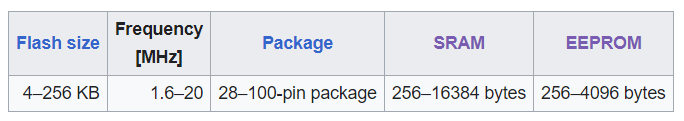 Flash size Frequency [MHz] Package SRAM EEPROM
4–256 KB 1.6–20 28–100-pin package 256–16384 bytes 256–4096 bytes